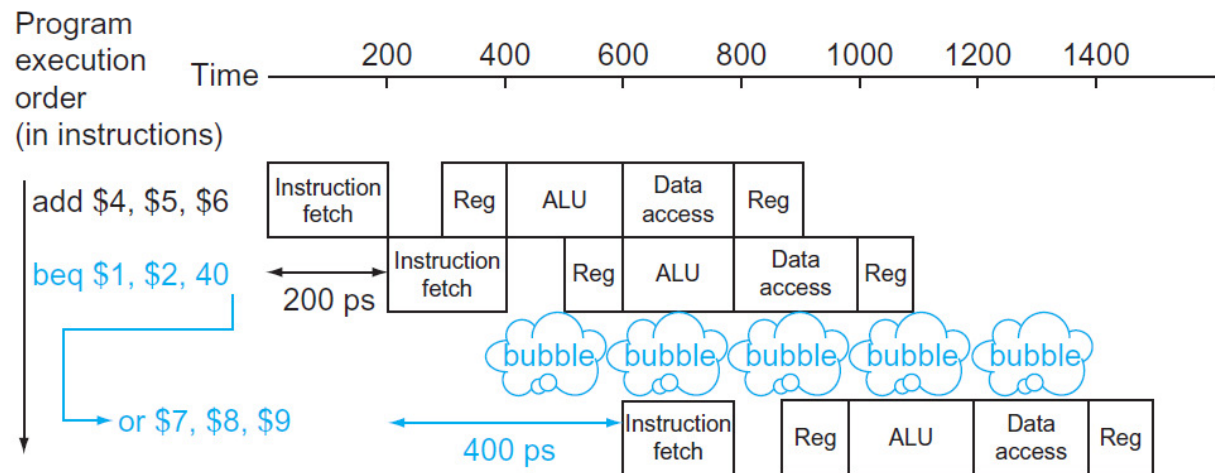 Program
execution
order
(in instructions)
Time
200 400 600 800 1000 1200 1400
add $4, $5, $6
Instruction
fetch
Reg
ALU
Data
access
Reg
beq $1, $2, 40
200 ps
Instruction
fetch
Reg
ALU
Data
access
Reg
bubble bubble bubble bubble bubble
or $7, $8, $9
400 ps
Instruction
fetch
Reg
ALU
Data
access
Reg